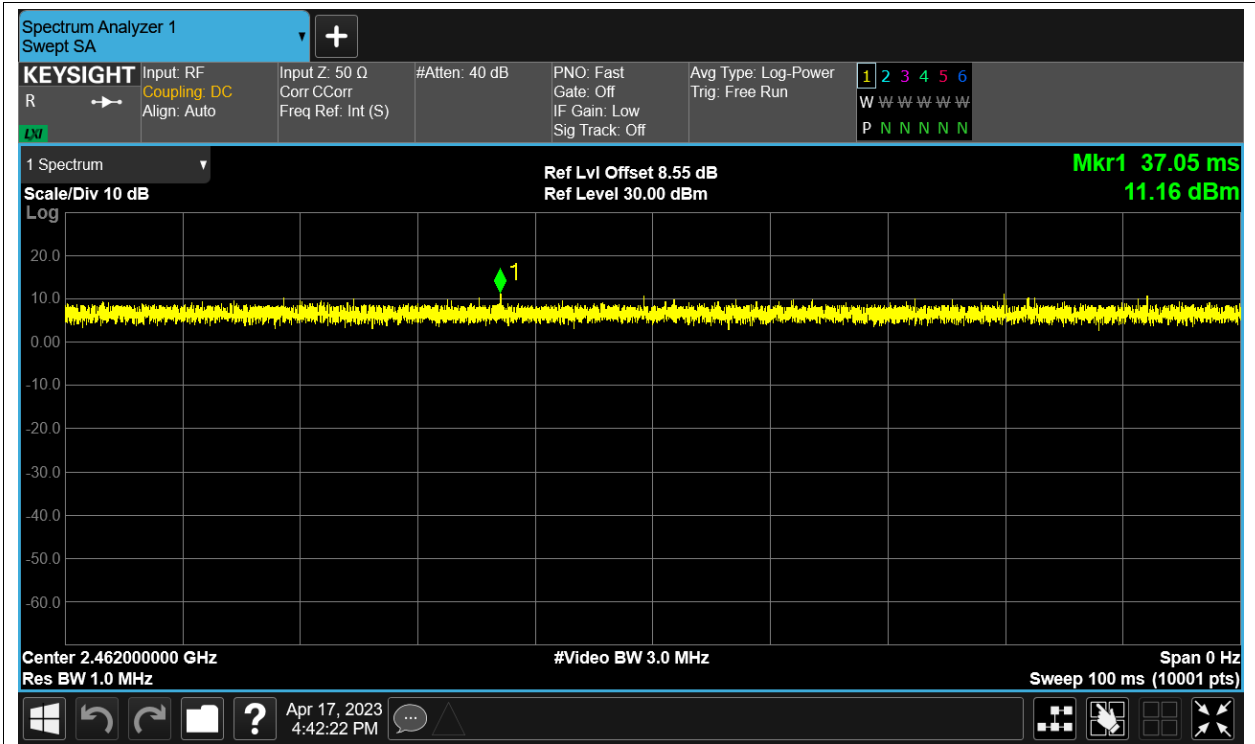 Spectrum Analyzer 1
Swept SA
KEYSIGHT
R
LXI
Input: RF
Coupling: DC
Align: Auto
Input Z: 50 Ω
Corr CCorr
Freq Ref: Int (S)
#Atten: 40 dB
PNO: Fast
Gate: Off
IF Gain: Low
Sig Track: Off
Avg Type: Log-Power
Trig: Free Run
1 2 3 4 5 6
W W W W W W
P N N N N N
1 Spectrum
Scale/Div 10 dB
Log
Ref Lvl Offset 8.55 dB
Ref Level 30.00 dBm
Mkr1 37.05 ms
11.16 dBm
1
20.0
10.0
0.00
-10.0
-20.0
-30.0
-40.0
-50.0
-60.0
Center 2.462000000 GHz
Res BW 1.0 MHz
#Video BW 3.0 MHz
Span 0 Hz
Sweep 100 ms (10001 pts)
?
Apr 17, 2023
4:42:22 PM